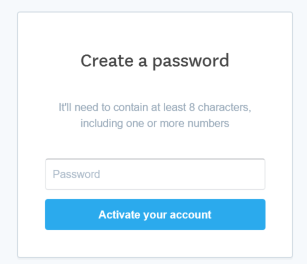 Create a password
It'll need to contain at least 8 characters,
including one or more numbers
Password
Activate your account